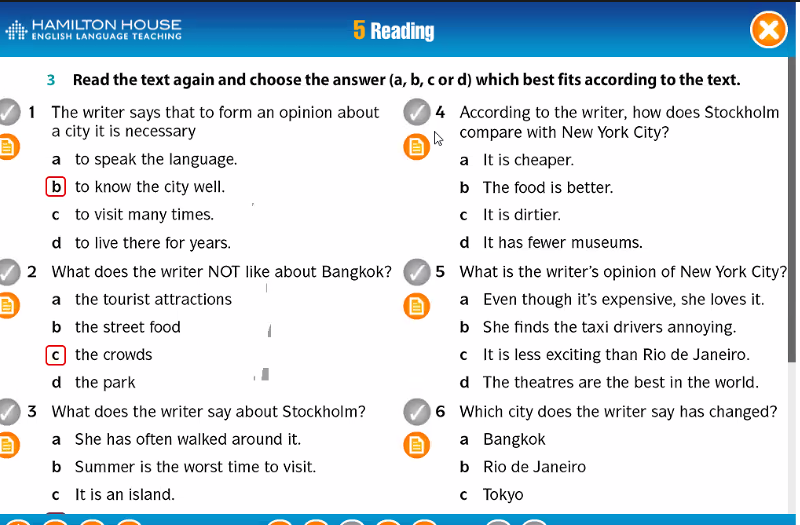 HAMILTON HOUSE
ENGLISH LANGUAGE TEACHING
5 Reading
3 Read the text again and choose the answer (a, b, c or d) which best fits according to the text.
1 The writer says that to form an opinion about
a city it is necessary
a to speak the language.
b to know the city well.
c to visit many times.
d to live there for years.
2 What does the writer NOT like about Bangkok?
a the tourist attractions
b the street food
c the crowds
d the park
3 What does the writer say about Stockholm?
a She has often walked around it.
b Summer is the worst time to visit.
c It is an island.
4 According to the writer, how does Stockholm
compare with New York City?
a It is cheaper.
b The food is better.
c It is dirtier.
d It has fewer museums.
5 What is the writer's opinion of New York City?
a Even though it's expensive, she loves it.
b She finds the taxi drivers annoying.
c It is less exciting than Rio de Janeiro.
d The theatres are the best in the world.
6 Which city does the writer say has changed?
a Bangkok
b Rio de Janeiro
c Tokyo